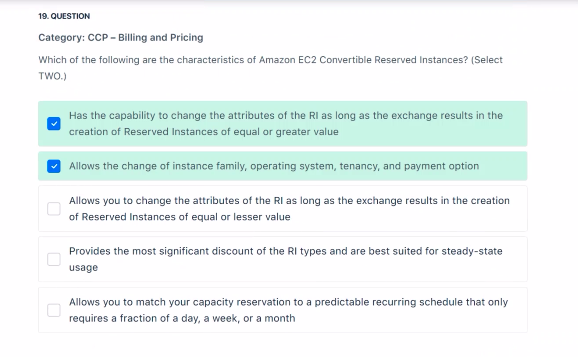 19. QUESTION
Category: CCP – Billing and Pricing
Which of the following are the characteristics of Amazon EC2 Convertible Reserved Instances? (Select
TWO.)
Has the capability to change the attributes of the RI as long as the exchange results in the
creation of Reserved Instances of equal or greater value
Allows the change of instance family, operating system, tenancy, and payment option
Allows you to change the attributes of the RI as long as the exchange results in the creation
of Reserved Instances of equal or lesser value
Provides the most significant discount of the RI types and are best suited for steady-state
usage
Allows you to match your capacity reservation to a predictable recurring schedule that only
requires a fraction of a day, a week, or a month